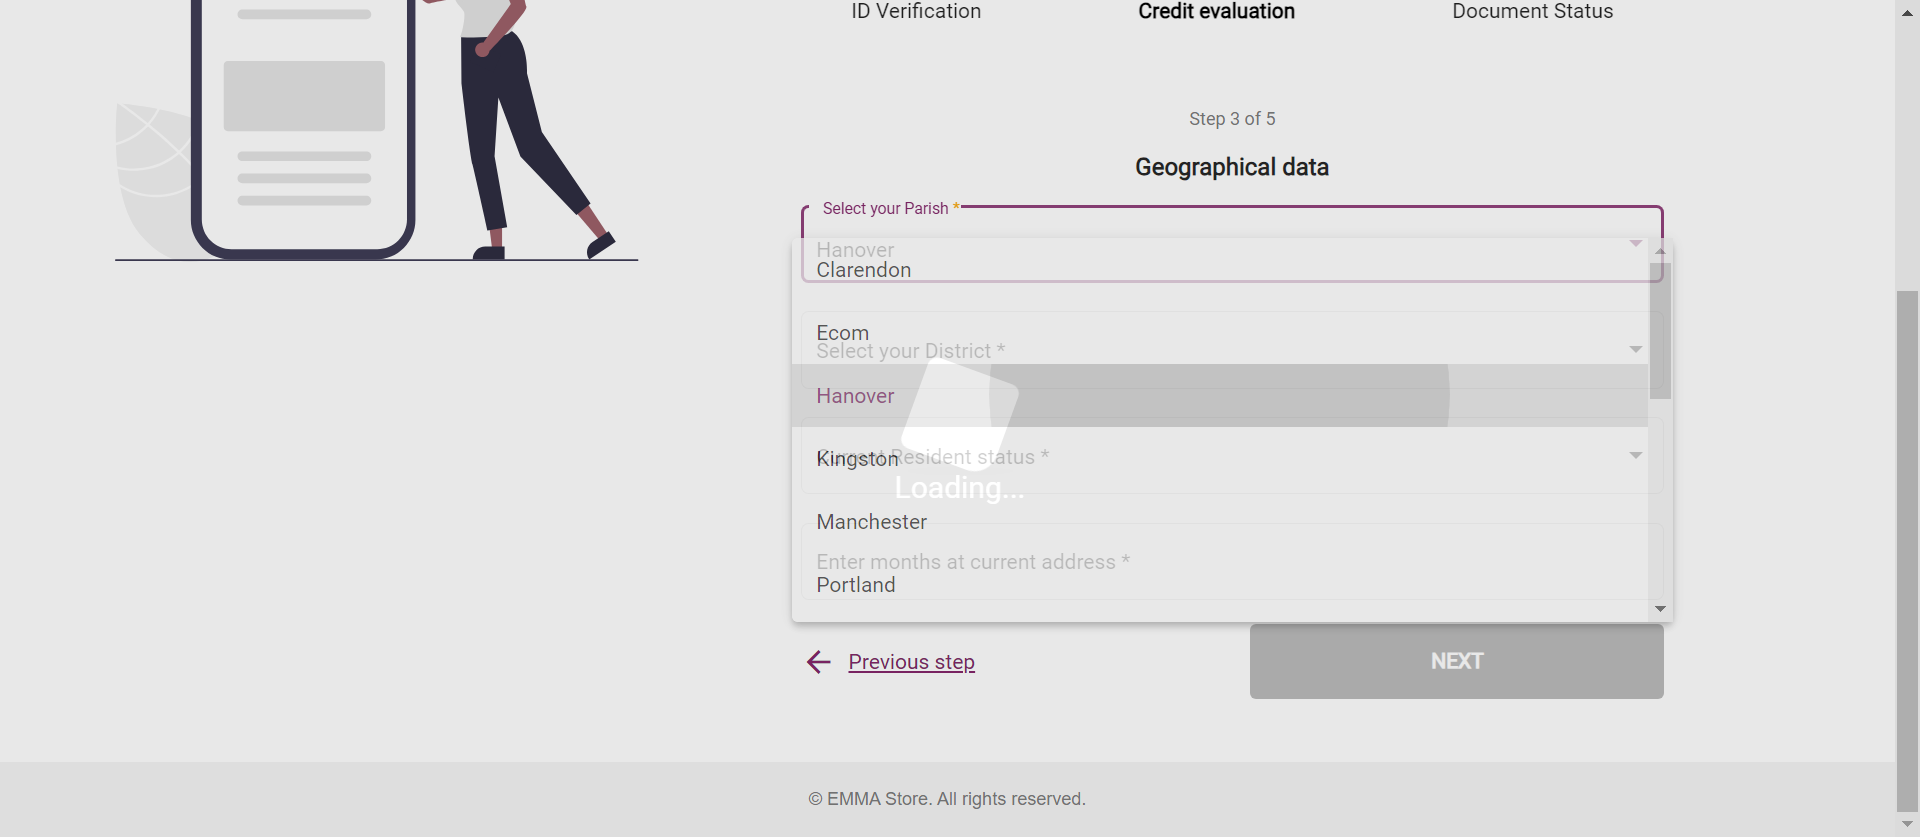 ID Verification
Credit evaluation
Document Status
Step 3 of 5
Geographical data
Select your Parish *
Hanover
Clarendon
Ecom
Select your District *
Hanover
Current Resident status *
Kingston
Loading...
Manchester
Enter months at current address *
Portland
Previous step
NEXT
© EMMA Store. All rights reserved.